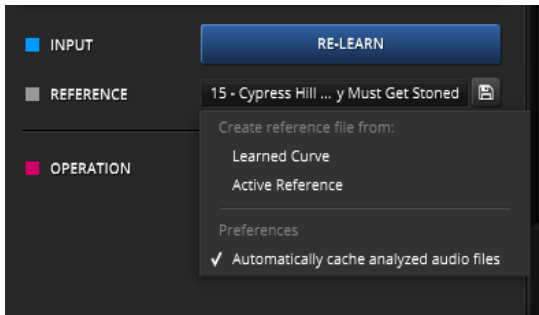 INPUT
RE-LEARN
REFERENCE
15 - Cypress Hill ... y Must Get Stoned
Create reference file from:
Learned Curve
OPERATION
Active Reference
Preferences
✓ Automatically cache analyzed audio files